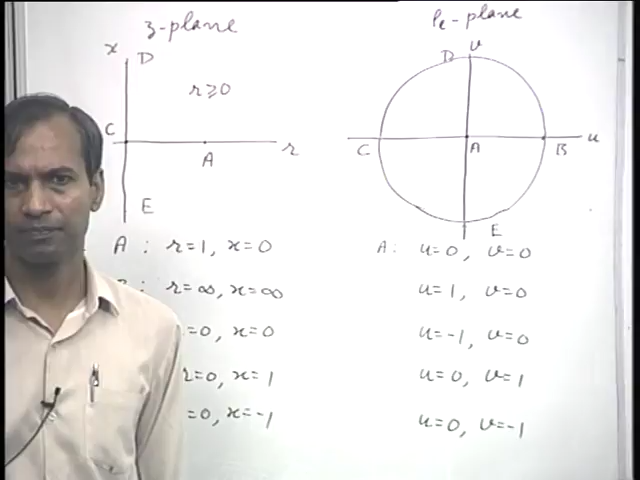 z-plane
x D
r ≥ 0
C
r
A
E
A : r = 1, x = 0
: r = ∞, x = ∞
= 0, x = 0
r = 0, x = 1
= 0, x = -1
ρc - plane
D v
C A B u
E
A : u = 0, v = 0
u = 1, v = 0
u = -1, v = 0
u = 0, v = 1
u = 0, v = -1